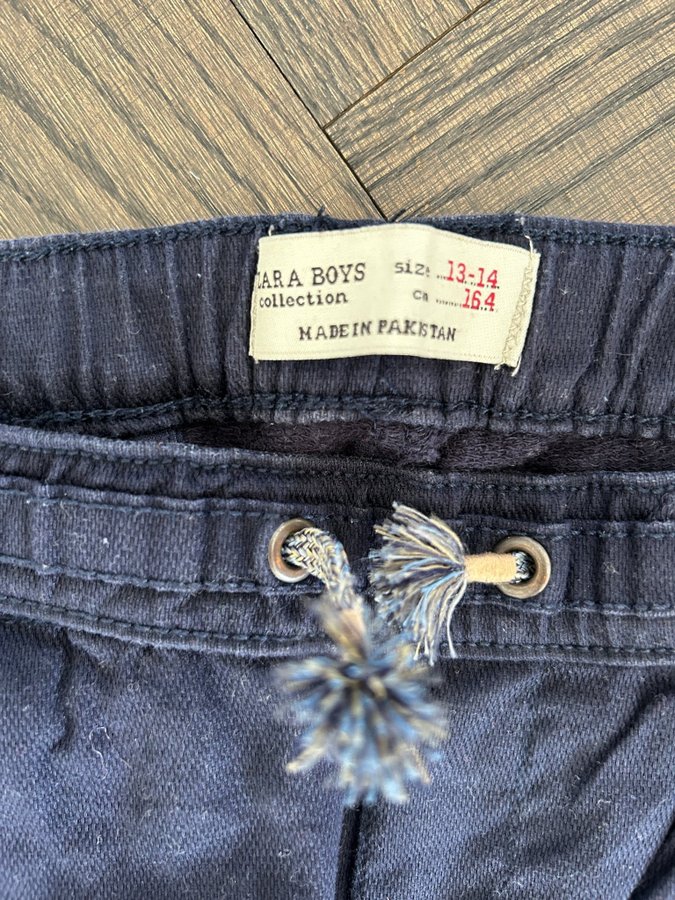 ZARA BOYS size 13-14
collection cm 164
MADE IN PAKISTAN